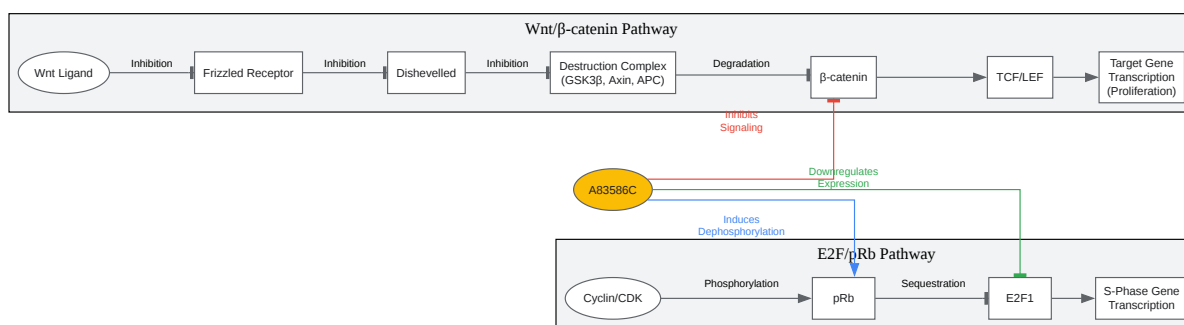 Wnt/β-catenin Pathway
Wnt Ligand
Inhibition
Frizzled Receptor
Inhibition
Dishevelled
Inhibition
Destruction Complex
(GSK3β, Axin, APC)
Degradation
β-catenin
TCF/LEF
Target Gene
Transcription
(Proliferation)
Inhibits
Signaling
A83586C
Downregulates
Expression
Induces
Dephosphorylation
E2F/pRb Pathway
Cyclin/CDK
Phosphorylation
pRb
Sequestration
E2F1
S-Phase Gene
Transcription